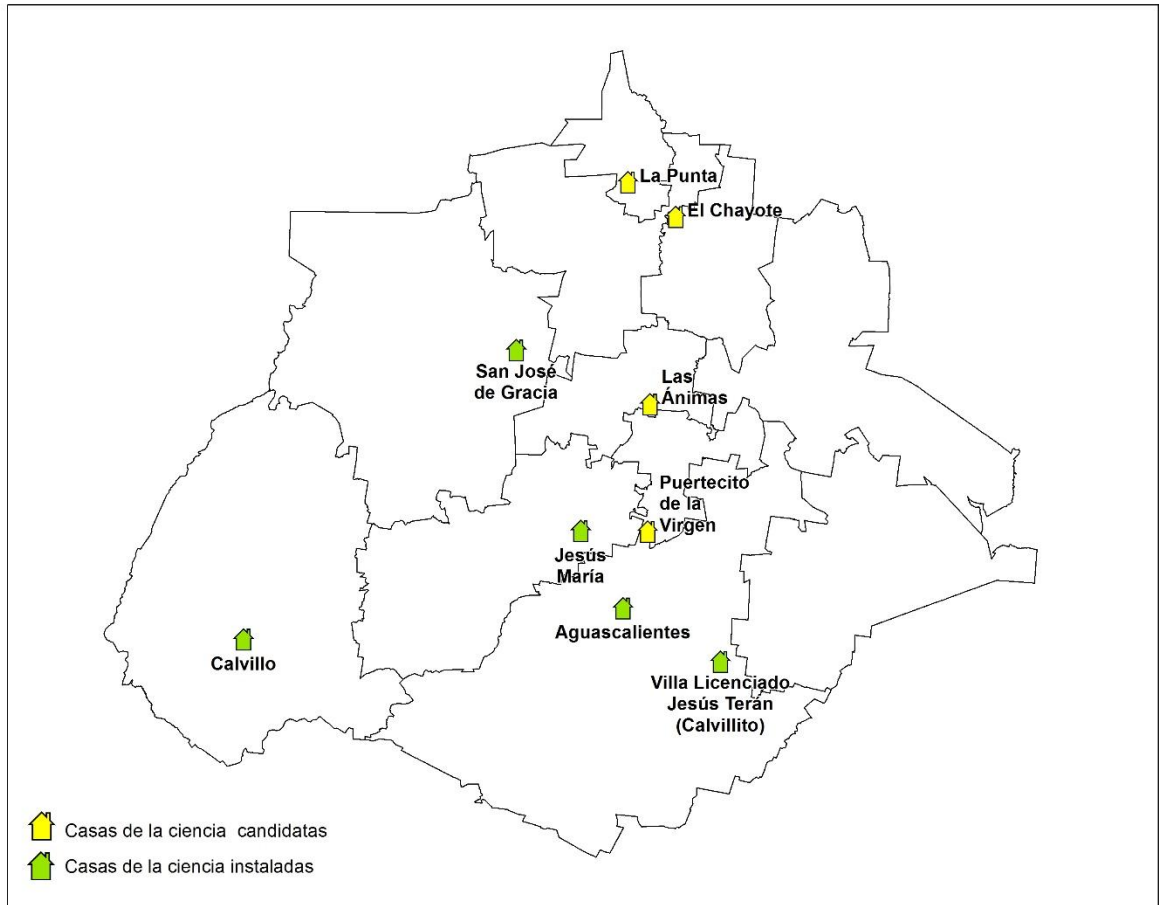 La Punta
El Chayote
San José
de Gracia
Las
Ánimas
Puertecito
de la
Virgen
Jesús
María
Aguascalientes
Calvillo
Villa Licenciado
Jesús Terán
(Calvillito)
Casas de la ciencia candidatas
Casas de la ciencia instaladas